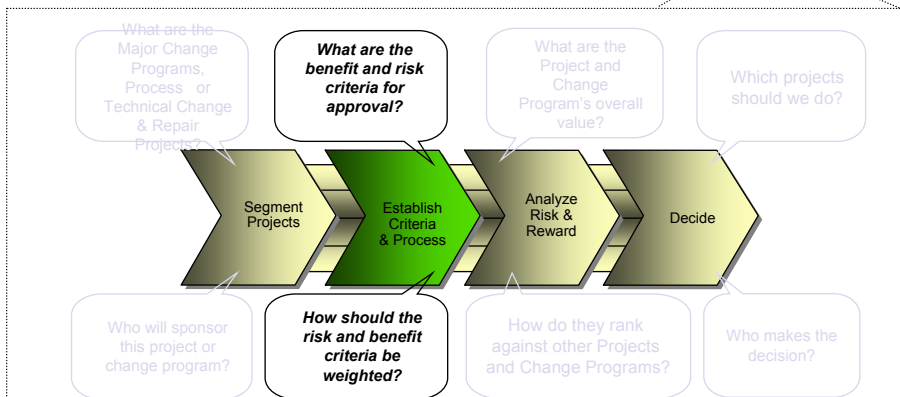 What are the
Major Change
Programs,
Process or
Technical Change
& Repair
Projects?
What are the
benefit and risk
criteria for
approval?
What are the
Project and
Change
Program's overall
value?
Which projects
should we do?
Segment
Projects
Establish
Criteria
& Process
Analyze
Risk &
Reward
Decide
Who will sponsor
this project or
change program?
How should the
risk and benefit
criteria be
weighted?
How do they rank
against other Projects
and Change Programs?
Who makes the
decision?